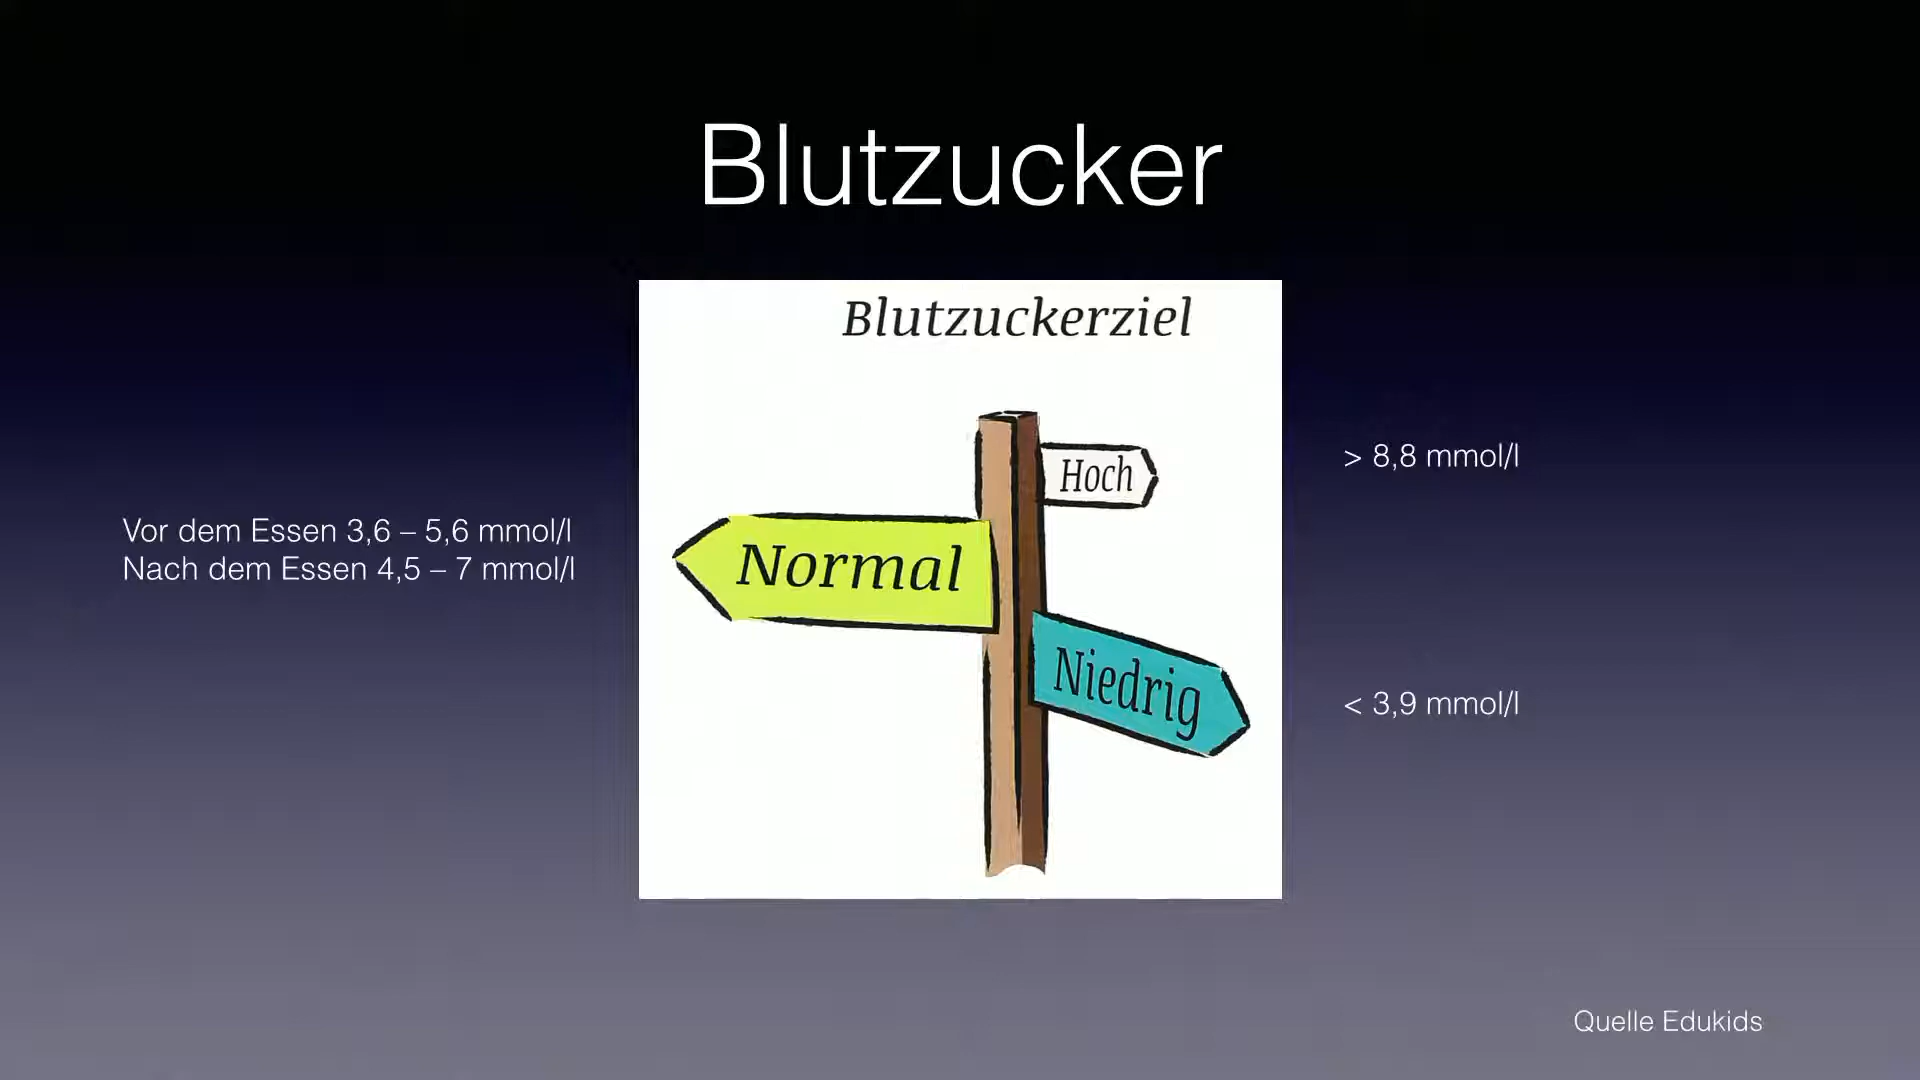 Blutzucker
Blutzuckerziel
Hoch
> 8,8 mmol/l
Vor dem Essen 3,6 – 5,6 mmol/l
Nach dem Essen 4,5 – 7 mmol/l
Normal
Niedrig
< 3,9 mmol/l
Quelle Edukids